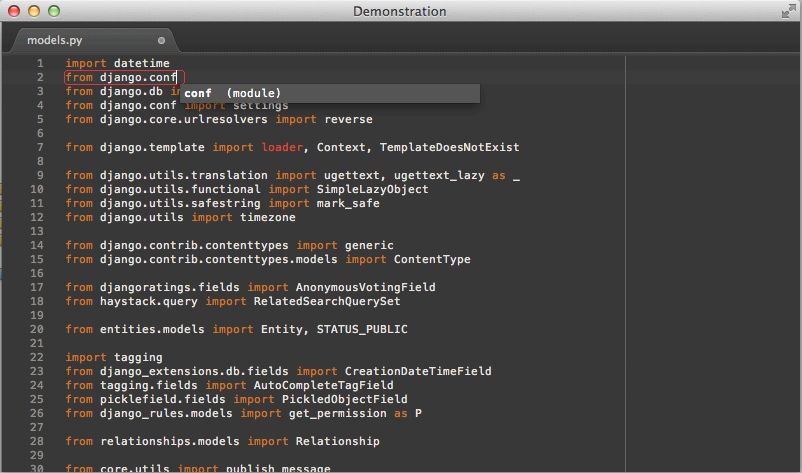 Demonstration
models.py
1 import datetime
2 from django.conf
conf (module)
3 from django.db
4 from django.conf import settings
5 from django.core.urlresolvers import reverse
6
7 from django.template import loader, Context, TemplateDoesNotExist
8
9 from django.utils.translation import ugettext, ugettext_lazy as _
10 from django.utils.functional import SimpleLazyObject
11 from django.utils.safestring import mark_safe
12 from django.utils import timezone
13
14 from django.contrib.contenttypes import generic
15 from django.contrib.contenttypes.models import ContentType
16
17 from djangoratings.fields import AnonymousVotingField
18 from haystack.query import RelatedSearchQuerySet
19
20 from entities.models import Entity, STATUS_PUBLIC
21
22 import tagging
23 from django_extensions.db.fields import CreationDateTimeField
24 from tagging.fields import AutoCompleteTagField
25 from picklefield.fields import PickledObjectField
26 from django_rules.models import get_permission as P
27
28 from relationships.models import Relationship
29
30 from core.utils import publish_message